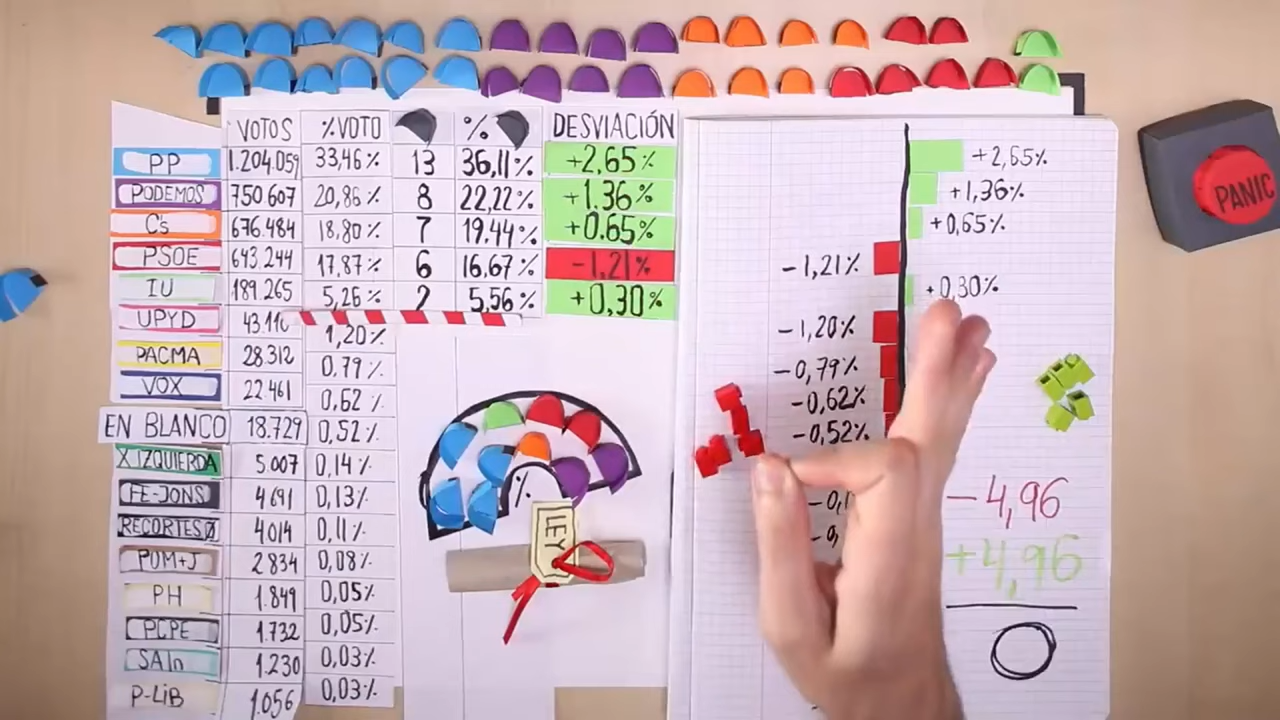 VOTOS %VOTO % DESVIACIÓN
PP 1.204.059 33,46% 13 36,11% +2,65%
PODEMOS 750.607 20,86% 8 22,22% +1.36%
C's 676.484 18,80% 7 19.44% +0.65%
PSOE 643.244 17,87% 6 16,67% -1,21%
IU 189.265 5,26% 2 5,56% +0,30%
UPYD 1,20%
PACMA 28.312 0,79%
VOX 22.461 0,62%
EN BLANCO 18.729 0,52%
X IZQUIERDA 5.007 0,14%
FE-JONS 4691 0,13%
RECORTES Ø 4.014 0,11%
PUM+J 2834 0,08%
PH 1.849 0,05%
PCPE 1.732 0,05%
SAIn 1.230 0,03%
P-LIB 1.056 0,03%
%
LEY
+2,65%
+1,36%
+0,65%
-1,21%
+0,30%
-1,20%
-0,79%
-0,62%
-0,52%
-4,96
+4,96
0
PANIC